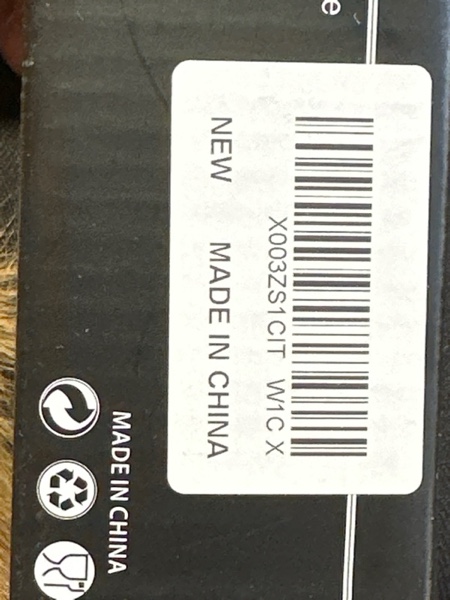 e
X003ZS1CIT W1C X
NEW MADE IN CHINA
MADE IN CHINA